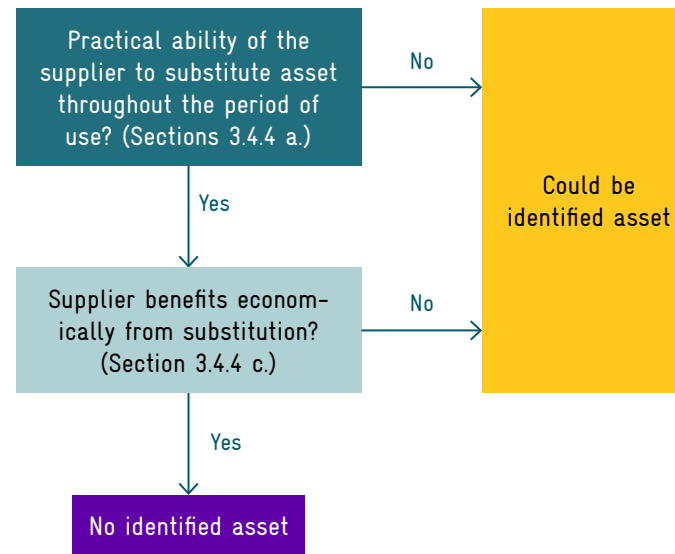 Practical ability of the
supplier to substitute asset
throughout the period of
use? (Sections 3.4.4 a.)
No
Could be
identified asset
Yes
Supplier benefits econom-
ically from substitution?
(Section 3.4.4 c.)
No
Yes
No identified asset